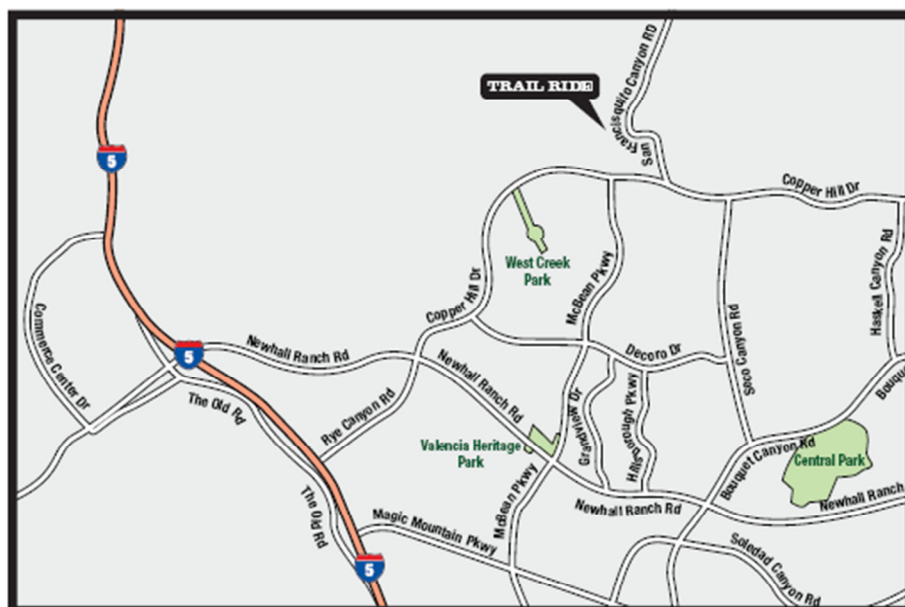 San Francisquito Canyon RD
TRAIL RIDE
5
Copper Hill Dr
West Creek
Park
McBean Pkwy
Haskell Canyon Rd
Commerce Center Dr
Copper Hill Dr
Seco Canyon Rd
5
Newhall Ranch Rd
Decoro Dr
Newhall Ranch Rd
Bouquet
The Old Rd
Rye Canyon Rd
Grandview Dr
Hillsborough Pkwy
Valencia Heritage
Park
Bouquet Canyon Rd
Central Park
McBean Pkwy
The Old Rd
Magic Mountain Pkwy
Newhall Ranch Rd
Newhall Ranch
5
Soledad Canyon Rd